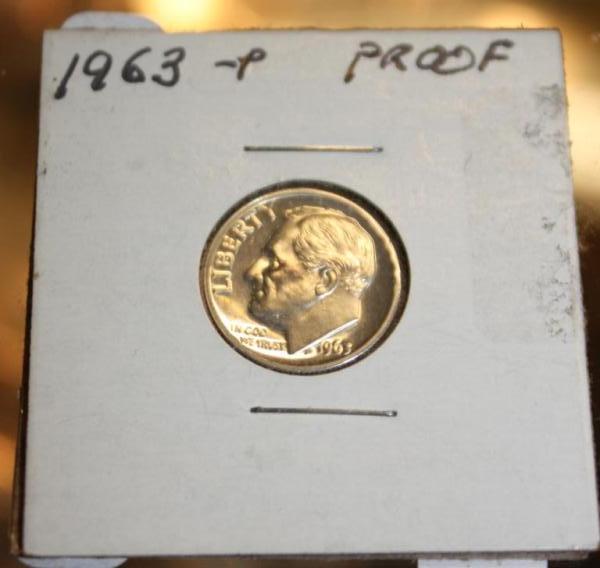 1963 -P PROOF
LIBERTY
IN GOD
WE TRUST
1963